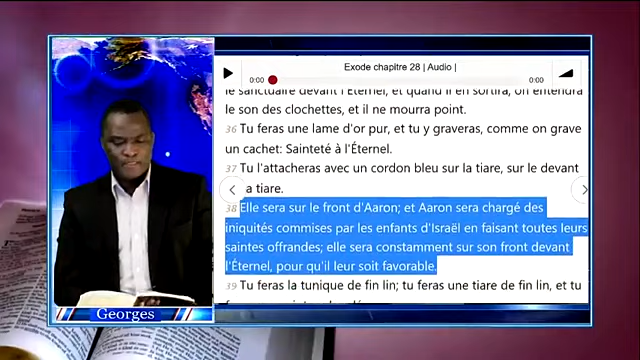 Exode chapitre 28 | Audio |
0:00
0:00
le sanctuaire devant l'Éternel, et quand il en sortira, on entendra
le son des clochettes, et il ne mourra point.
36 Tu feras une lame d'or pur, et tu y graveras, comme on grave
un cachet: Sainteté à l'Éternel.
37 Tu l'attacheras avec un cordon bleu sur la tiare, sur le devant
a tiare.
38 Elle sera sur le front d'Aaron; et Aaron sera chargé des
iniquités commises par les enfants d'Israël en faisant toutes leurs
saintes offrandes; elle sera constamment sur son front devant
l'Éternel, pour qu'il leur soit favorable.
39 Tu feras la tunique de fin lin; tu feras une tiare de fin lin, et tu
Georges